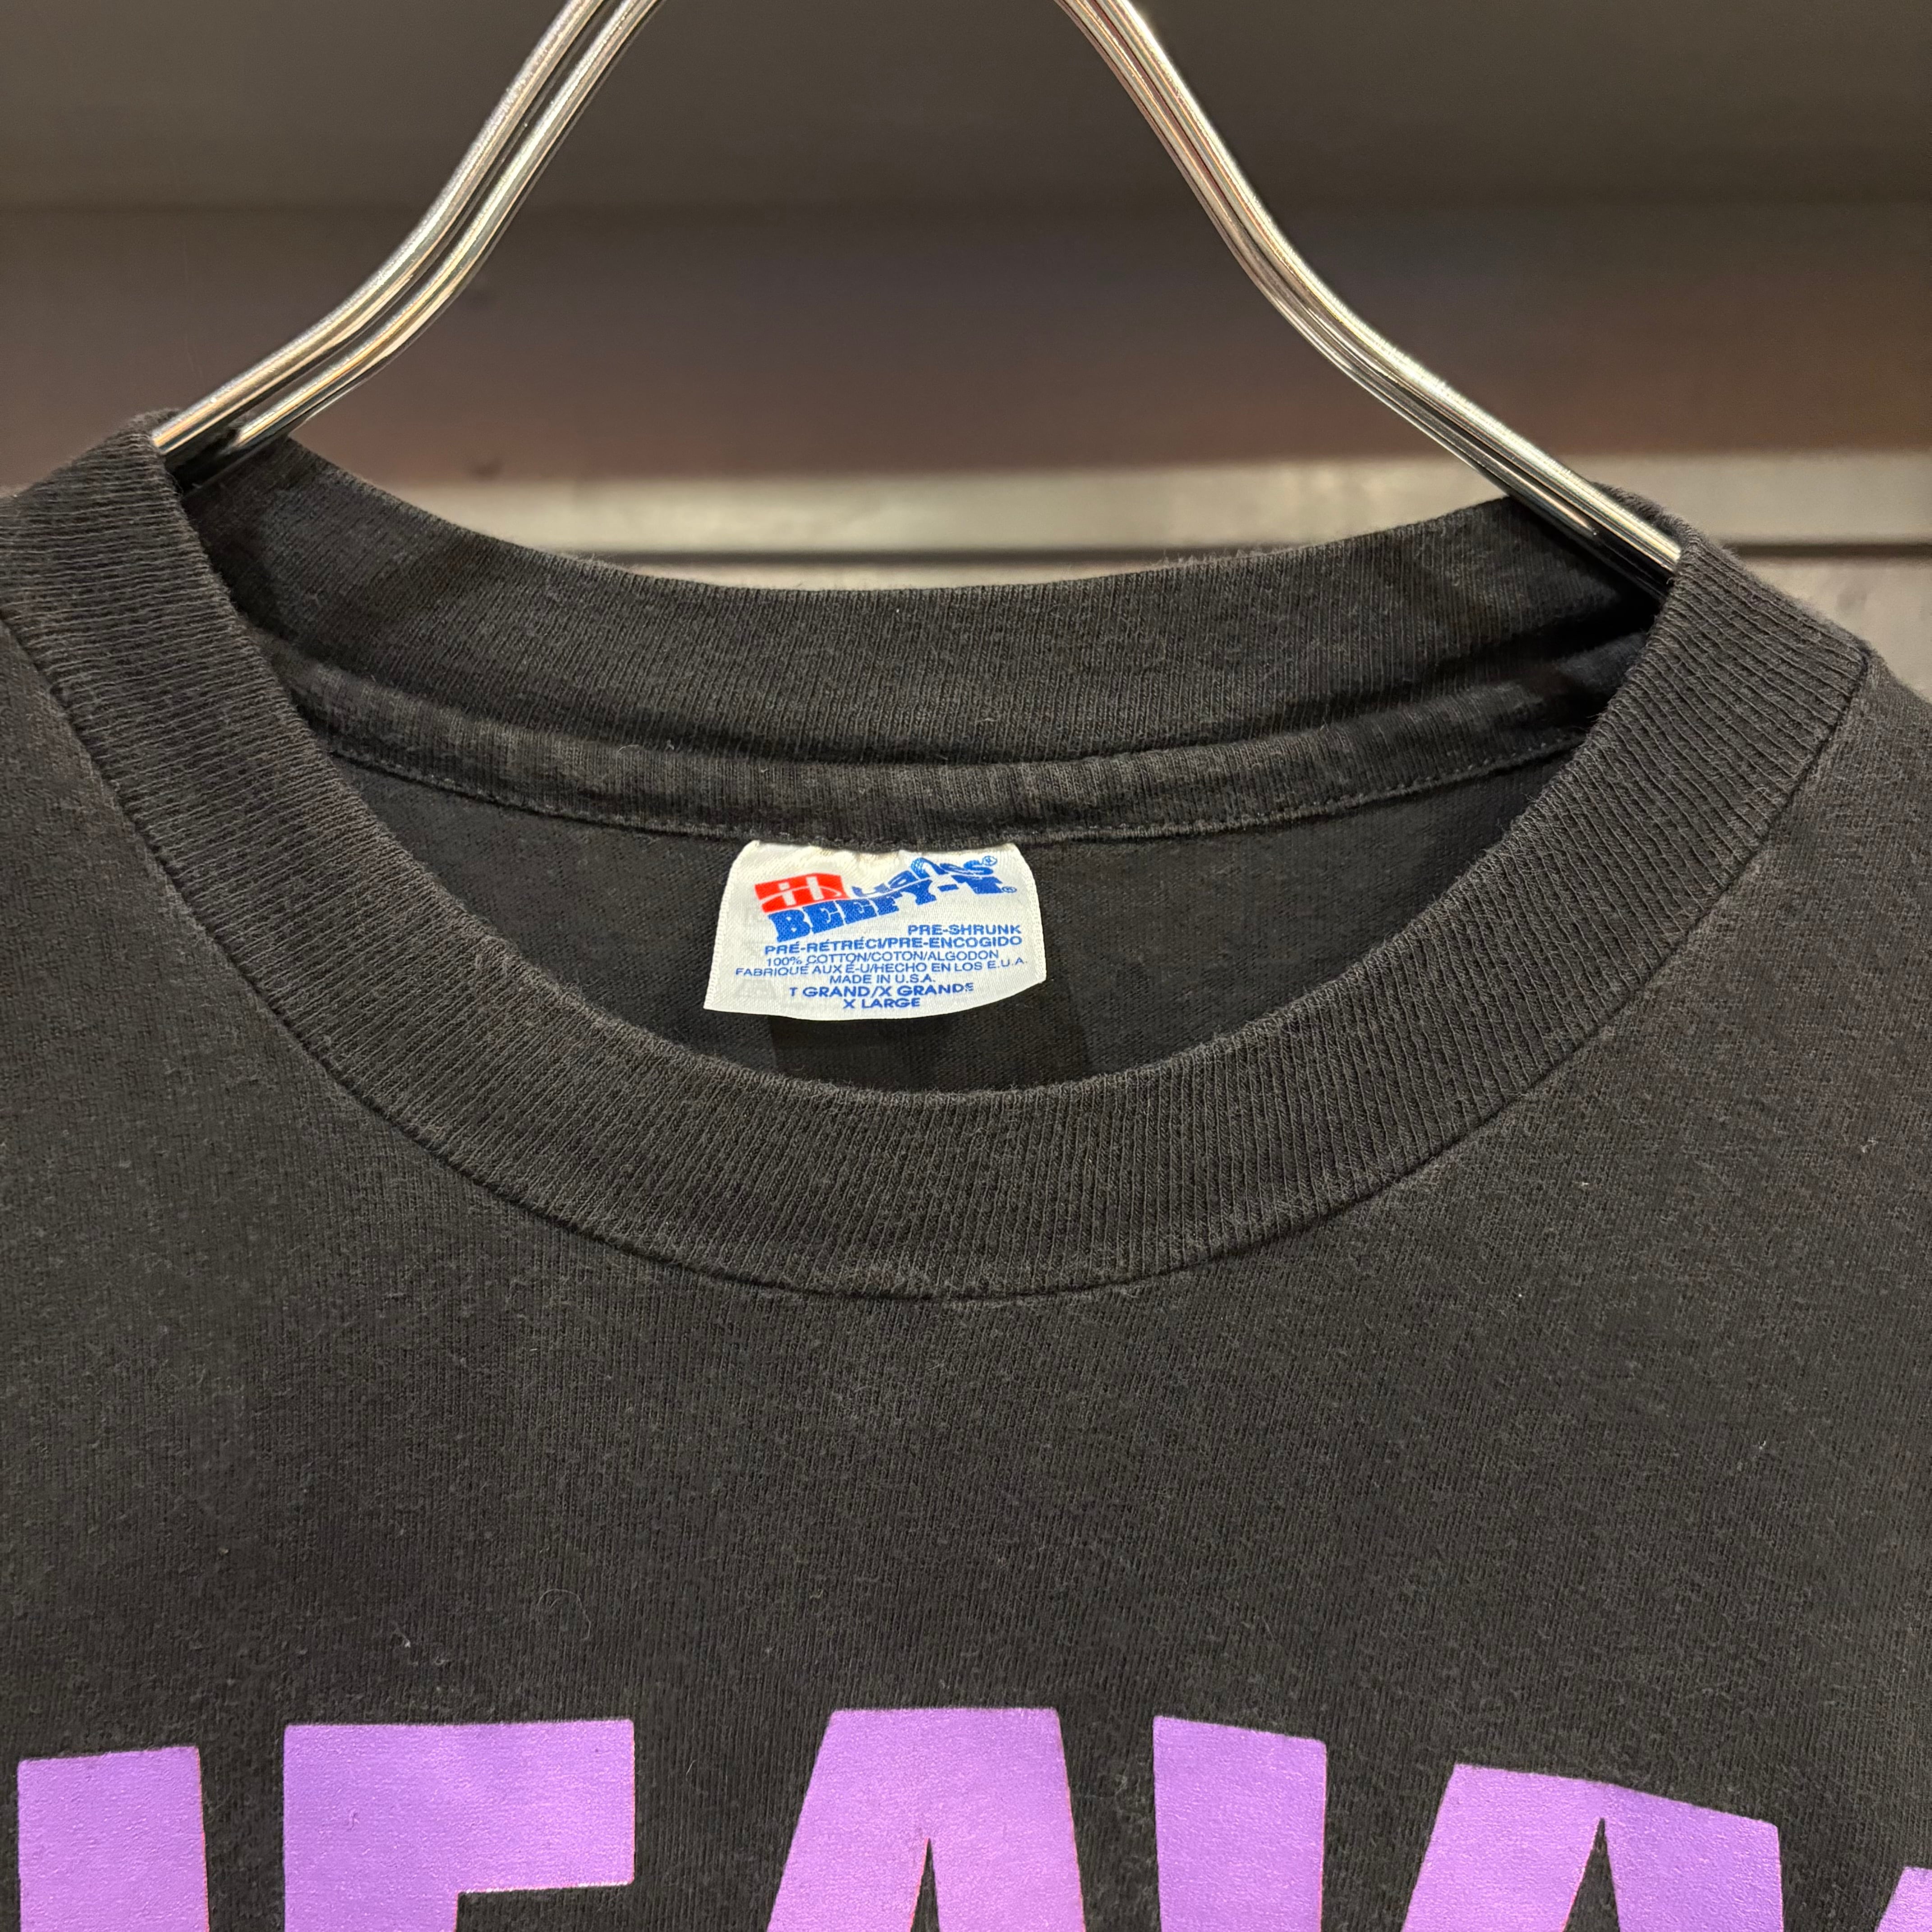 Hanes®
BEEFY-T®
PRE-SHRUNK
PRÉ-RÉTRÉCI/PRE-ENCOGIDO
100% COTTON/COTON/ALGODON
FABRIQUÉ AUX É-U/HECHO EN LOS E.U.A.
MADE IN U.S.A.
T GRAND/X GRANDE
X LARGE